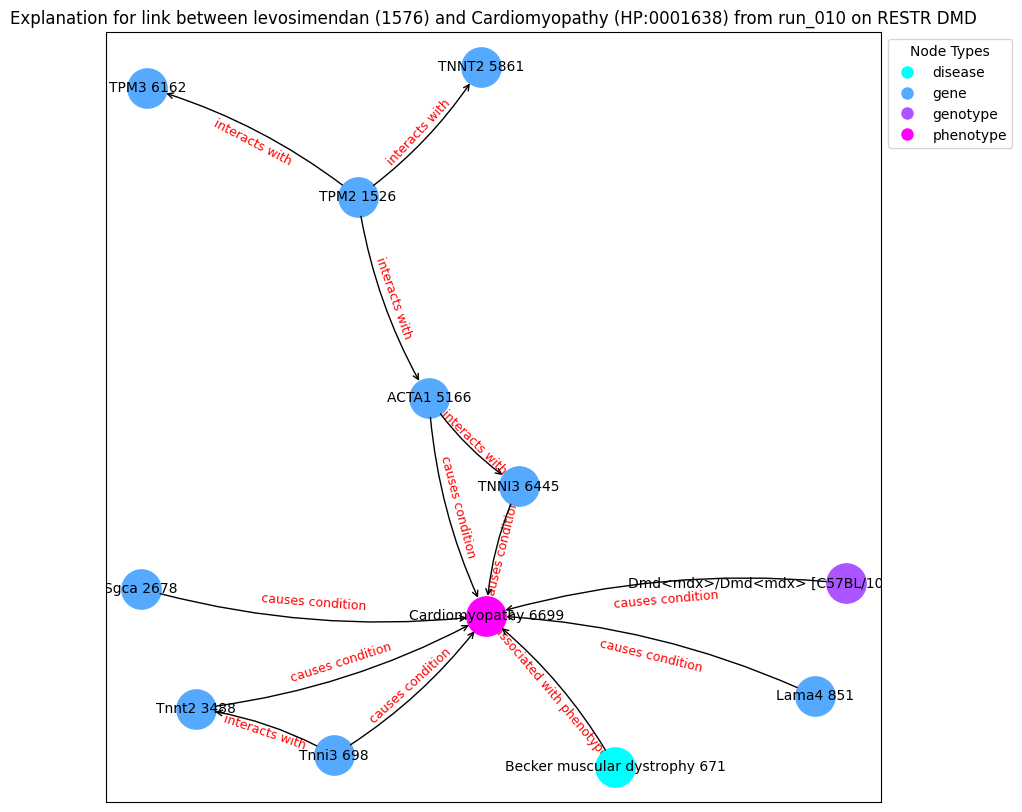 Explanation for link between levosimendan (1576) and Cardiomyopathy (HP:0001638) from run_010 on RESTR DMD
Node Types
disease
gene
genotype
phenotype
TNNT2 5861
TPM3 6162
interacts with
interacts with
TPM2 1526
interacts with
ACTA1 5166
interacts with
causes condition
TNNI3 6445
causes condition
Sgca 2678
Dmd<mdx>/Dmd<mdx> [C57BL/10
causes condition
causes condition
Cardiomyopathy 6699
causes condition
causes condition
causes condition
associated with phenotype
Lama4 851
Tnnt2 3488
interacts with
Tnni3 698
Becker muscular dystrophy 671